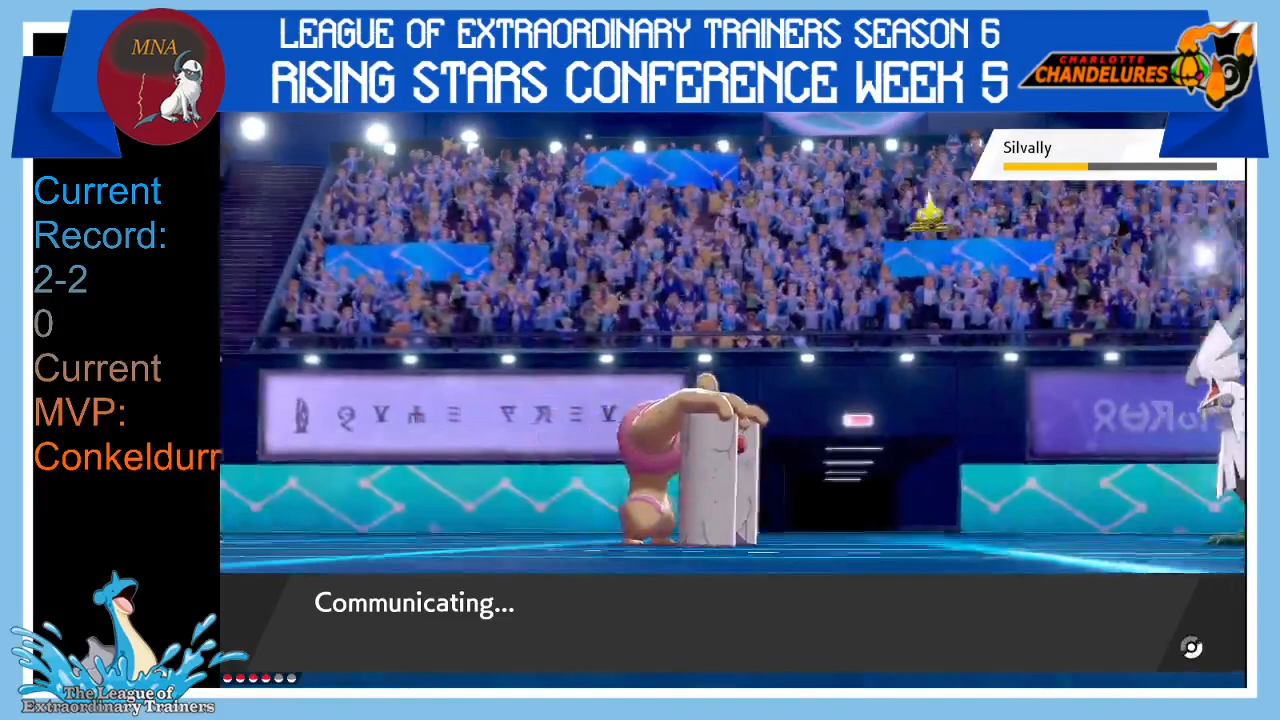 MNA
LEAGUE OF EXTRAORDINARY TRAINERS SEASON 6
RISING STARS CONFERENCE WEEK 5
CHARLOTTE
CHANDELURES
Silvally
Current
Record:
2-2
0
Current
MVP:
Conkeldurr
Communicating...
The League of
Extraordinary Trainers